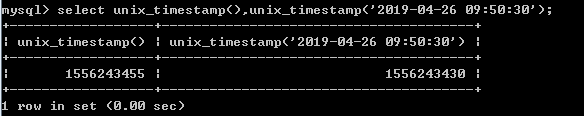 mysql> select unix_timestamp(),unix_timestamp('2019-04-26 09:50:30');
+------------------+---------------------------------------+
| unix_timestamp() | unix_timestamp('2019-04-26 09:50:30') |
+------------------+---------------------------------------+
|       1556243455 |                            1556243430 |
+------------------+---------------------------------------+
1 row in set (0.00 sec)